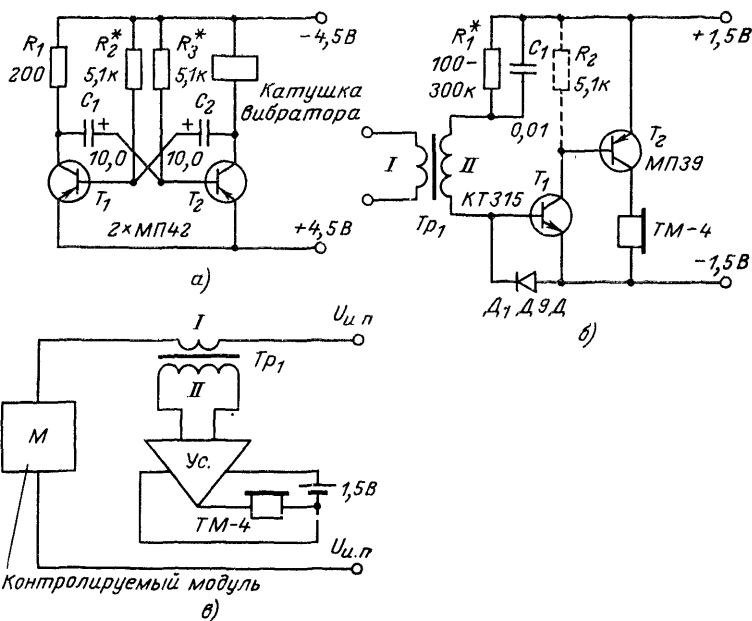 −4,5В
R₁
200
R₂*
5,1к
R₃*
5,1к
C₁
+
10,0
+
C₂
10,0
Катушка
вибратора
T₁
T₂
2×МП42
+4,5В
а)
+1,5В
R₁*
100−
300к
C₁
0,01
R₂
5,1к
T₂
МП39
I
II
Тр₁
КТ315
T₁
ТМ−4
−1,5В
Д₁ Д9Д
б)
I
Uи.п
Тр₁
II
М
Ус.
1,5В
ТМ−4
Uи.п
Контролируемый модуль
в)